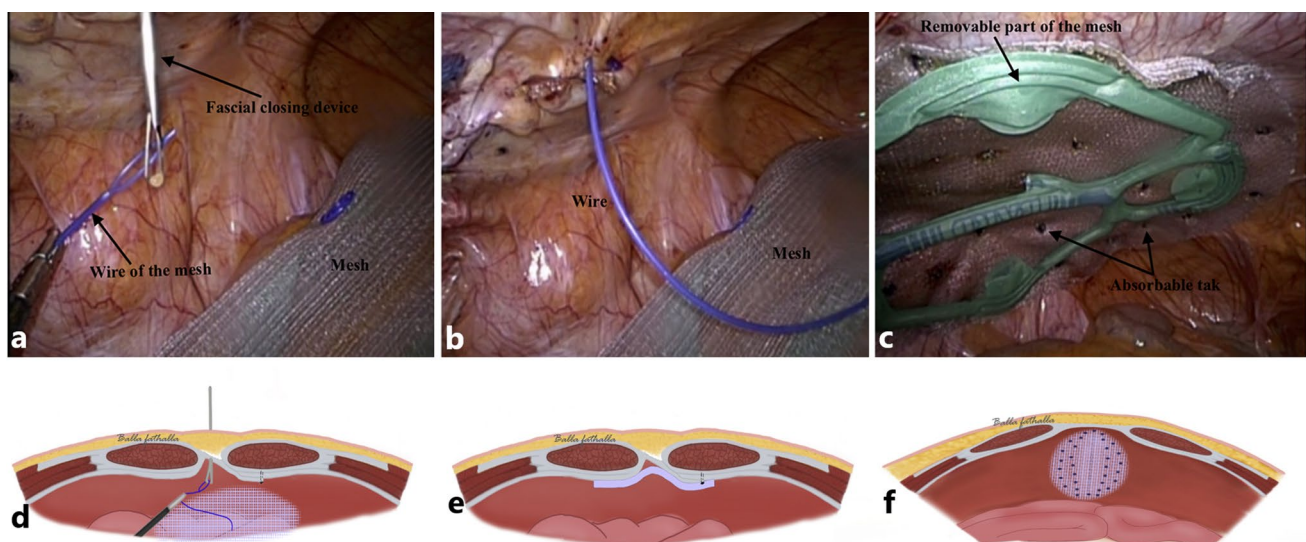 Fascial closing device
Wire of the mesh
Mesh
a
Wire
Mesh
b
Removable part of the mesh
Absorbable tak
c
Balla fathalla
d
Balla fathalla
e
Balla fathalla
f